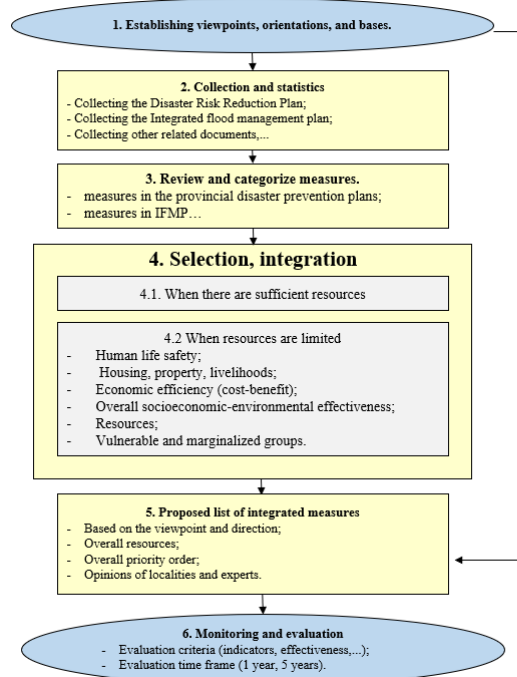 1. Establishing viewpoints, orientations, and bases.
2. Collection and statistics
- Collecting the Disaster Risk Reduction Plan;
- Collecting the Integrated flood management plan;
- Collecting other related documents,...
3. Review and categorize measures.
- measures in the provincial disaster prevention plans;
- measures in IFMP…
4. Selection, integration
4.1. When there are sufficient resources
4.2 When resources are limited
- Human life safety;
- Housing, property, livelihoods;
- Economic efficiency (cost-benefit);
- Overall socioeconomic-environmental effectiveness;
- Resources;
- Vulnerable and marginalized groups.
5. Proposed list of integrated measures
- Based on the viewpoint and direction;
- Overall resources;
- Overall priority order;
- Opinions of localities and experts.
6. Monitoring and evaluation
- Evaluation criteria (indicators, effectiveness,...);
- Evaluation time frame (1 year, 5 years).